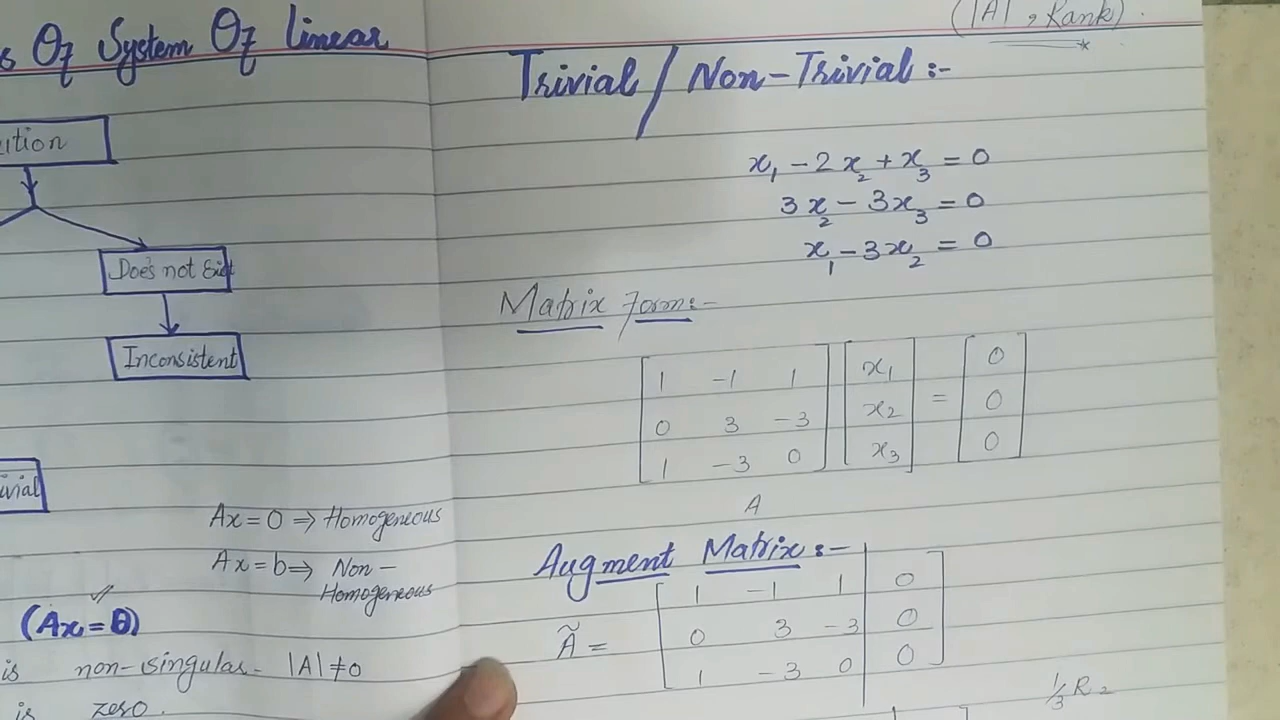 s Of System Of linear
ition
Does not Exist
Inconsistent
ivial
Ax = 0 ⇒ Homogeneous
Ax = b ⇒ Non-
Homogeneous
(Ax = θ)
is non-singular - |A| ≠ 0
is zero.
(|A|, Rank).
Trivial / Non-Trivial :-
x₁ - 2x₂ + x₃ = 0
3x₂ - 3x₃ = 0
x₁ - 3x₂ = 0
Matrix Form:-
1 -1 1 x₁ 0
0 3 -3 x₂ = 0
1 -3 0 x₃ 0
A
Augment Matrix :-
1 -1 1 0
Ã = 0 3 -3 0
1 -3 0 0
1/3 R₂